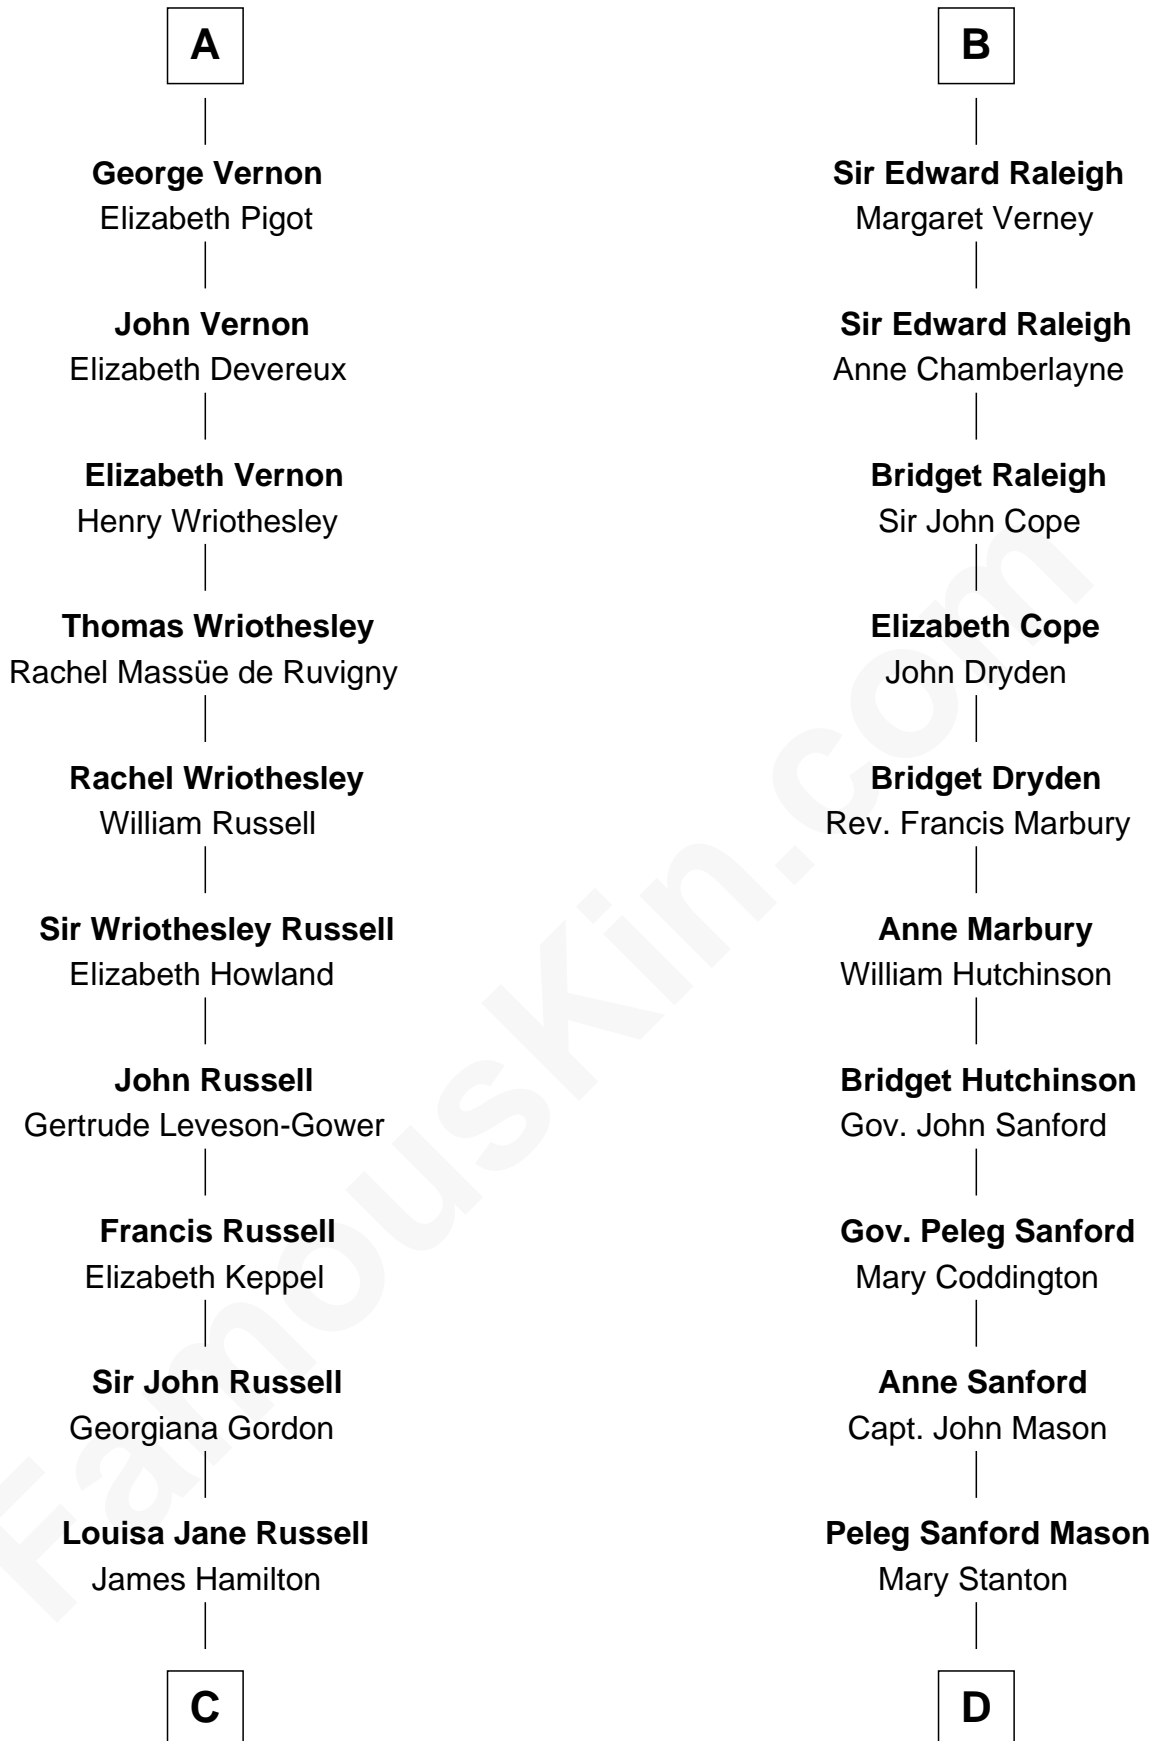 A
George Vernon
Elizabeth Pigot
John Vernon
Elizabeth Devereux
Elizabeth Vernon
Henry Wriothesley
Thomas Wriothesley
Rachel Massüe de Ruvigny
Rachel Wriothesley
William Russell
Sir Wriothesley Russell
Elizabeth Howland
John Russell
Gertrude Leveson-Gower
Francis Russell
Elizabeth Keppel
Sir John Russell
Georgiana Gordon
Louisa Jane Russell
James Hamilton
C
B
Sir Edward Raleigh
Margaret Verney
Sir Edward Raleigh
Anne Chamberlayne
Bridget Raleigh
Sir John Cope
Elizabeth Cope
John Dryden
Bridget Dryden
Rev. Francis Marbury
Anne Marbury
William Hutchinson
Bridget Hutchinson
Gov. John Sanford
Gov. Peleg Sanford
Mary Coddington
Anne Sanford
Capt. John Mason
Peleg Sanford Mason
Mary Stanton
D
FamousKin.com